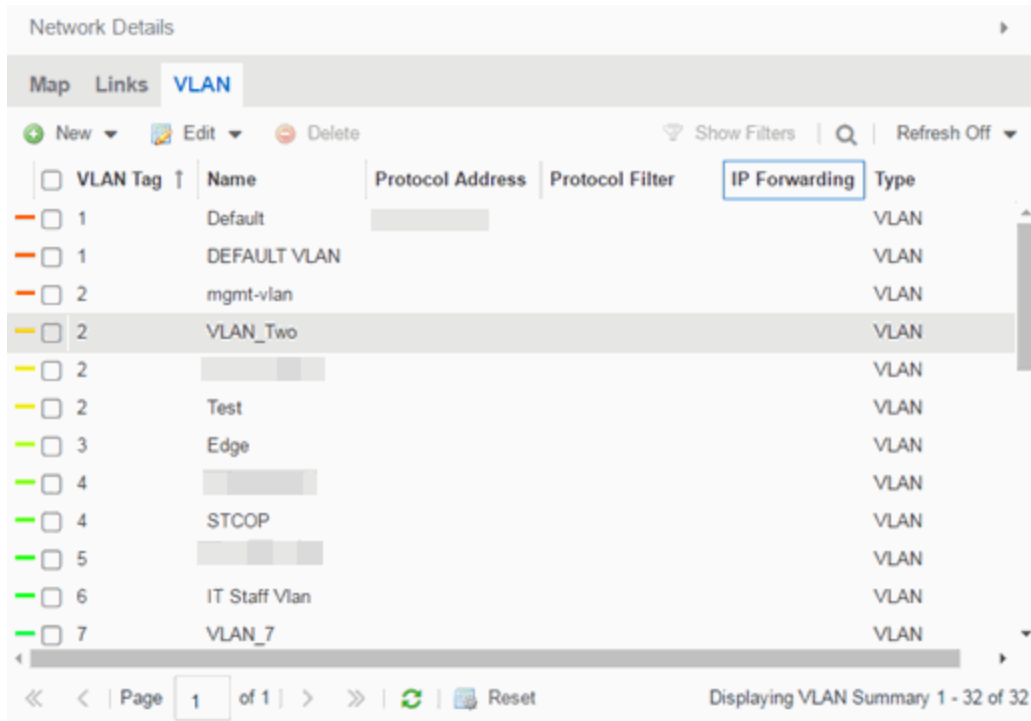 Network Details
Map Links VLAN
New Edit Delete Show Filters Refresh Off
VLAN Tag ↑ Name Protocol Address Protocol Filter IP Forwarding Type
1 Default VLAN
1 DEFAULT VLAN VLAN
2 mgmt-vlan VLAN
2 VLAN_Two VLAN
2 VLAN
2 Test VLAN
3 Edge VLAN
4 VLAN
4 STCOP VLAN
5 VLAN
6 IT Staff Vlan VLAN
7 VLAN_7 VLAN
Page 1 of 1 Reset Displaying VLAN Summary 1 - 32 of 32